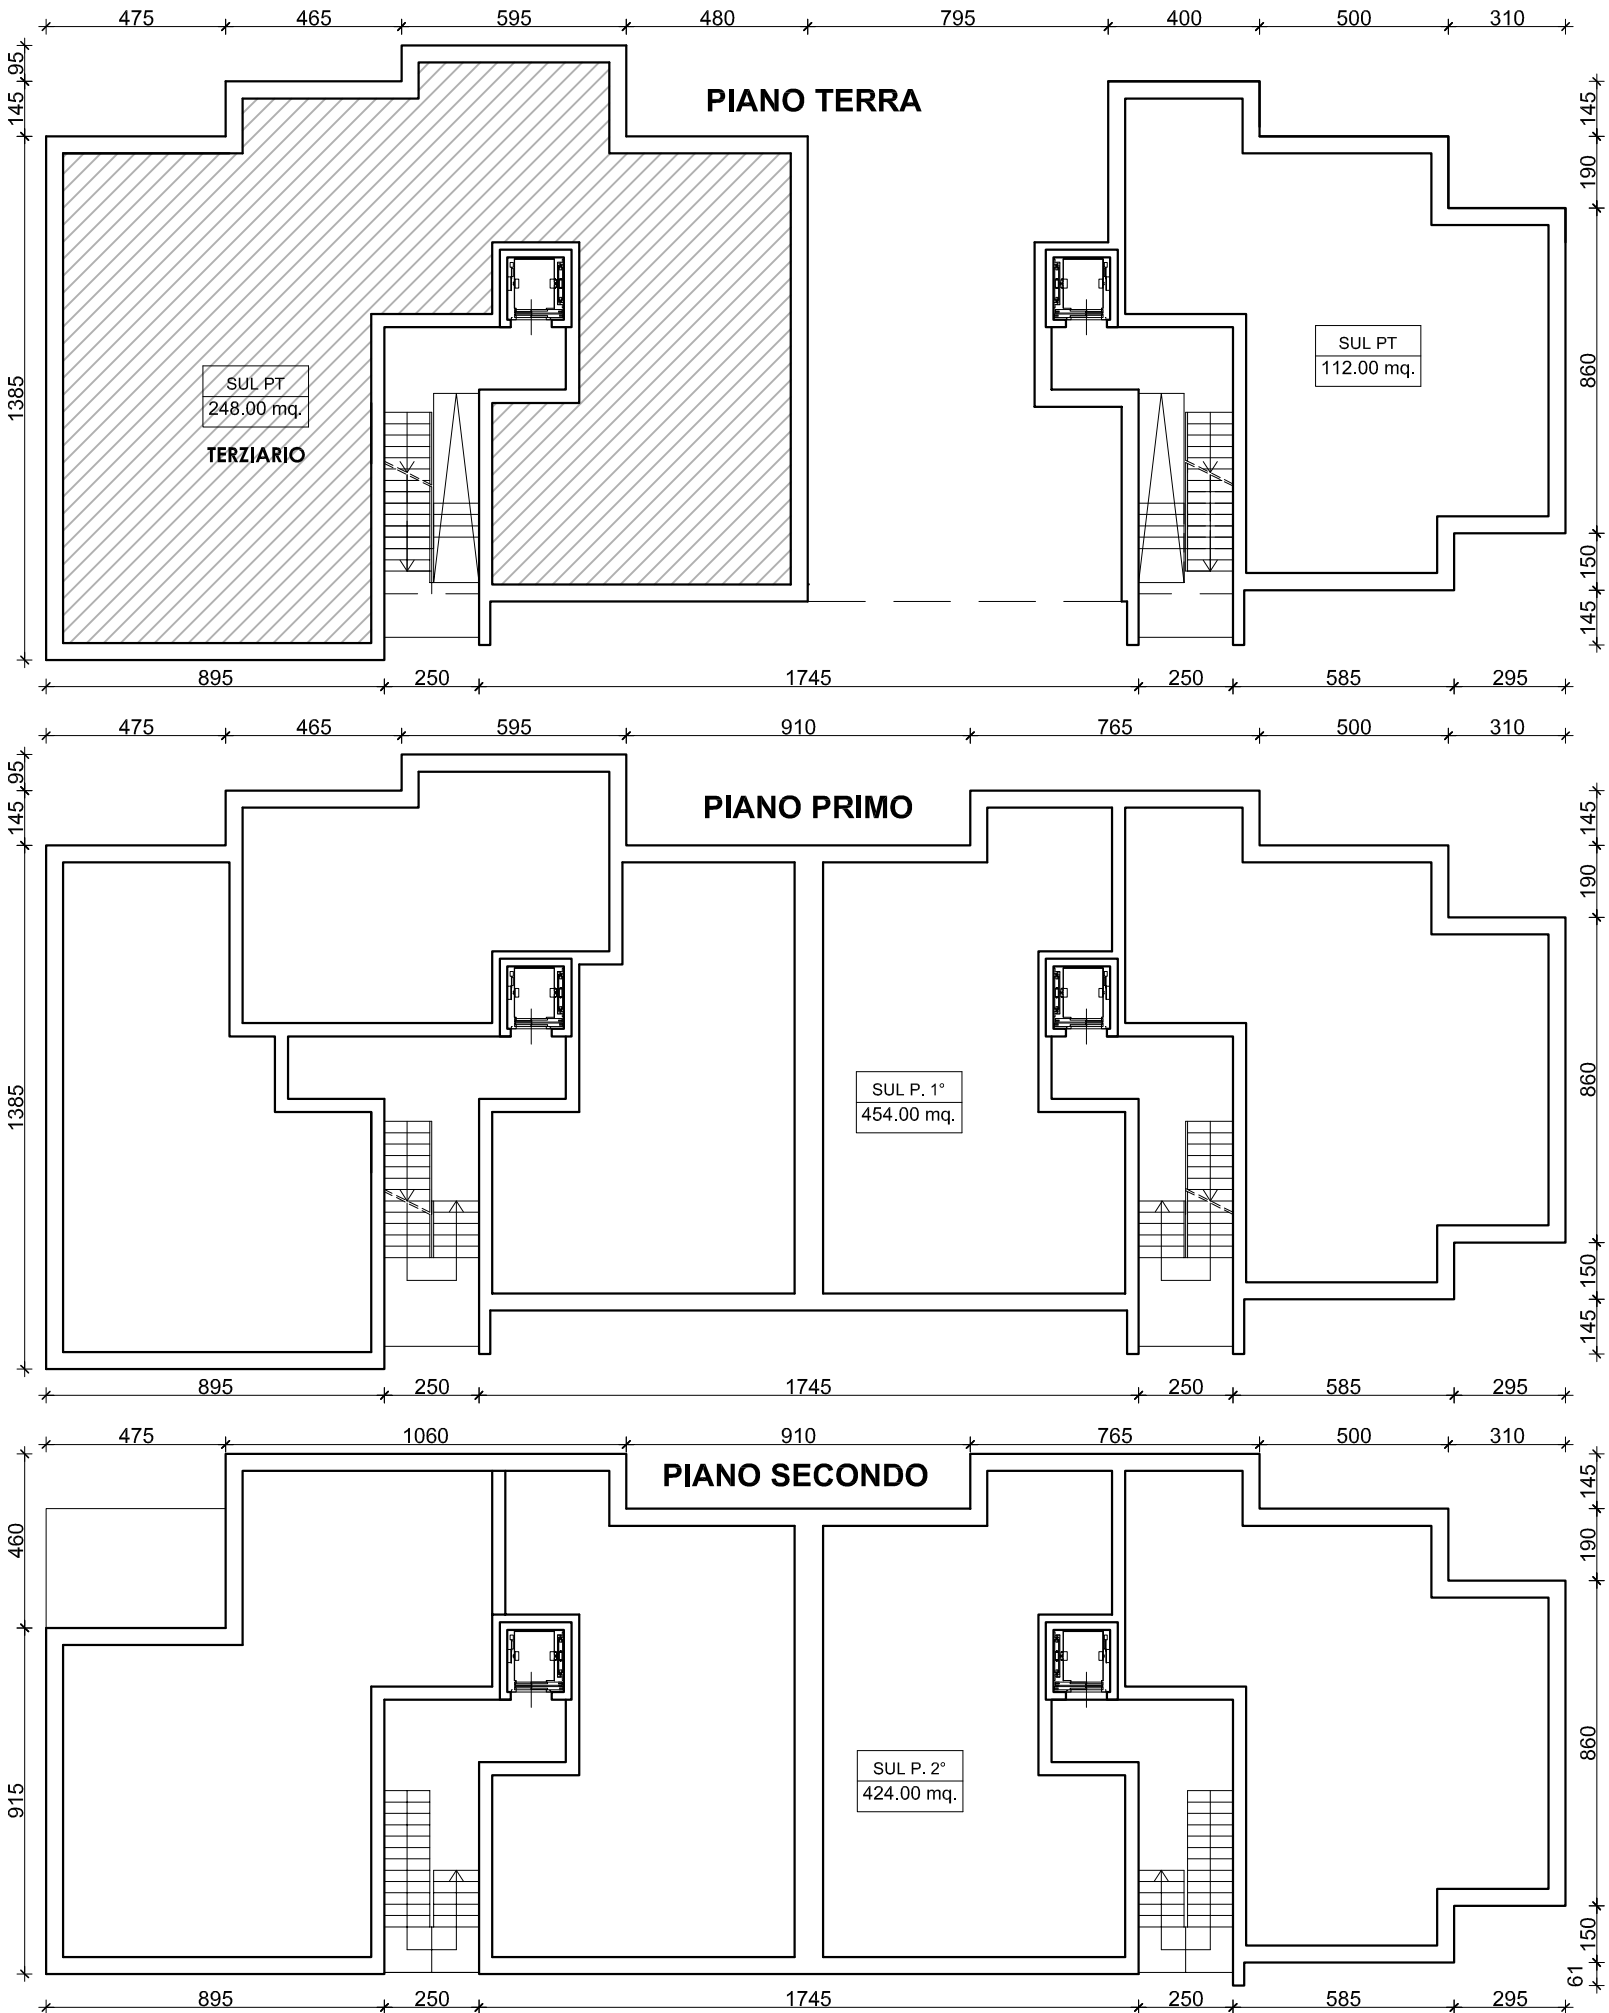 475 465 595 480 795 400 500 310
95
145
1385
PIANO TERRA
145
190
860
150
145
SUL PT
248.00 mq.
TERZIARIO
SUL PT
112.00 mq.
895 250 1745 250 585 295
475 465 595 910 765 500 310
95
145
1385
PIANO PRIMO
145
190
860
150
145
SUL P. 1°
454.00 mq.
895 250 1745 250 585 295
475 1060 910 765 500 310
460
915
PIANO SECONDO
145
190
860
150
61
SUL P. 2°
424.00 mq.
895 250 1745 250 585 295